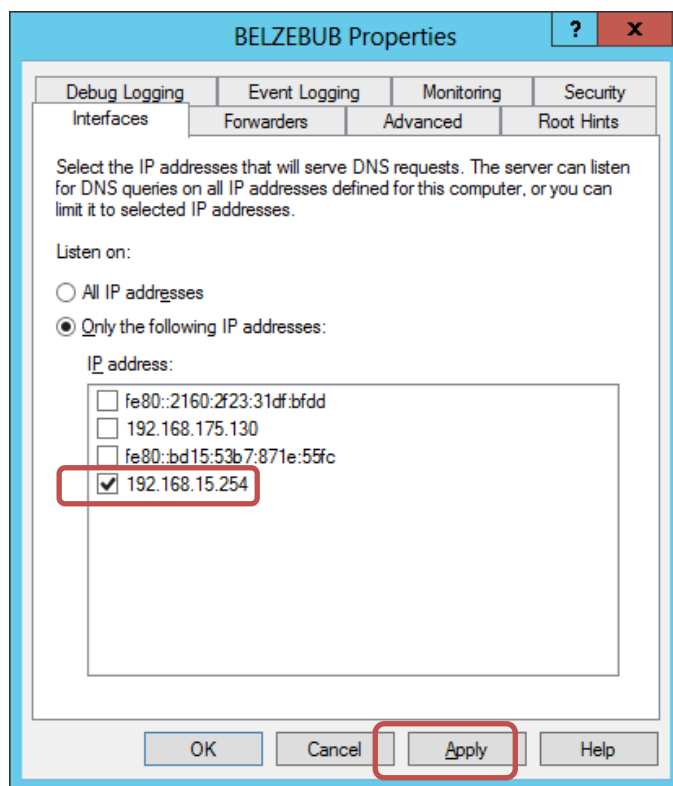 BELZEBUB Properties
? x
Debug Logging Event Logging Monitoring Security
Interfaces Forwarders Advanced Root Hints
Select the IP addresses that will serve DNS requests. The server can listen
for DNS queries on all IP addresses defined for this computer, or you can
limit it to selected IP addresses.
Listen on:
All IP addresses
Only the following IP addresses:
IP address:
fe80::2160:2f23:31df:bfdd
192.168.175.130
fe80::bd15:53b7:871e:55fc
192.168.15.254
OK Cancel Apply Help